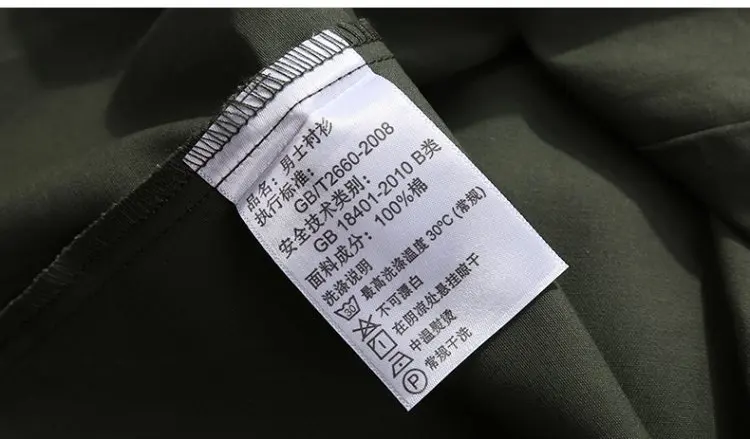 品名：男士衬衫
执行标准：
GB/T2660-2008
安全技术类别：
GB 18401-2010 B类
面料成分：100%棉
洗涤说明
30 最高洗涤温度 30ºC (常规)
不可漂白
在阴凉处悬挂晾干
中温熨烫
P 常规干洗